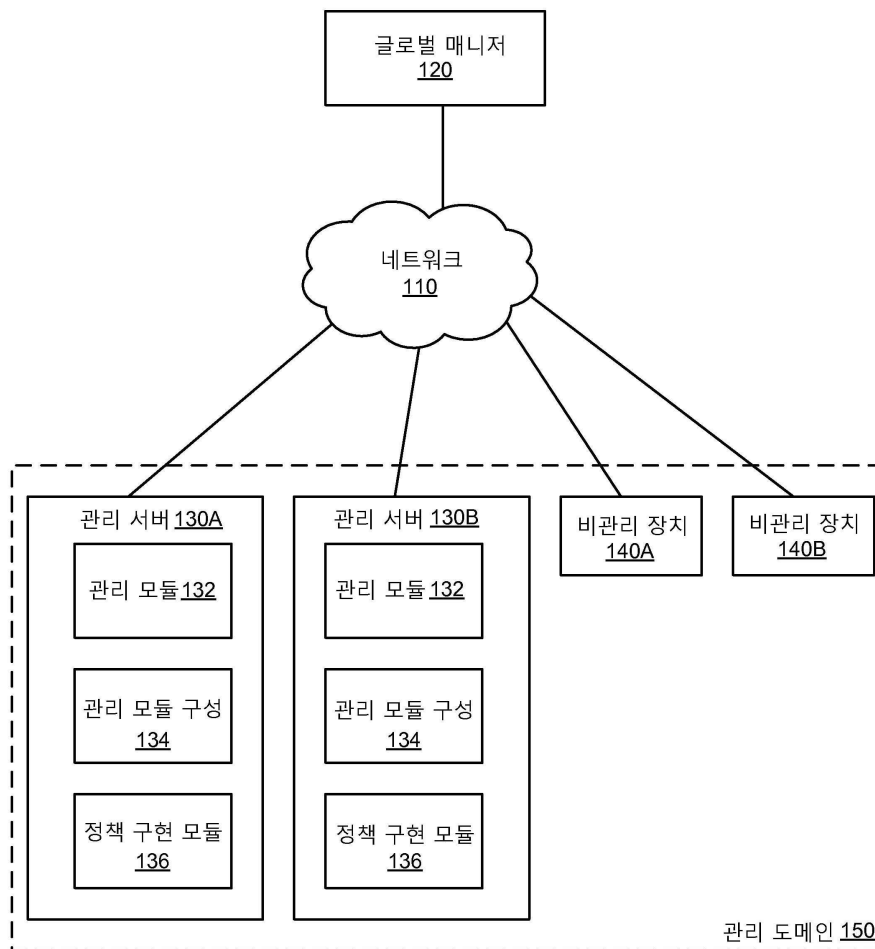 글로벌 매니저
120
네트워크
110
관리 서버 130A
관리 모듈 132
관리 모듈 구성
134
정책 구현 모듈
136
관리 서버 130B
관리 모듈 132
관리 모듈 구성
134
정책 구현 모듈
136
비관리 장치
140A
비관리 장치
140B
관리 도메인 150